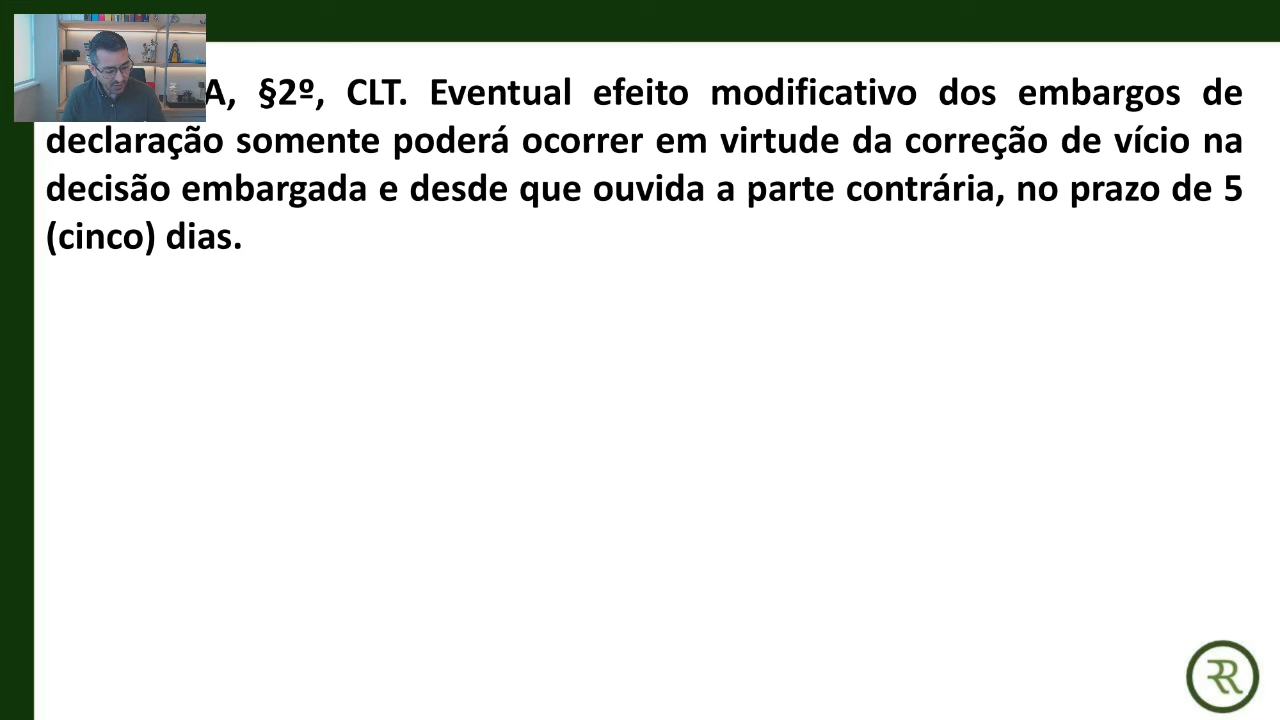 A, §2º, CLT. Eventual efeito modificativo dos embargos de
declaração somente poderá ocorrer em virtude da correção de vício na
decisão embargada e desde que ouvida a parte contrária, no prazo de 5
(cinco) dias.